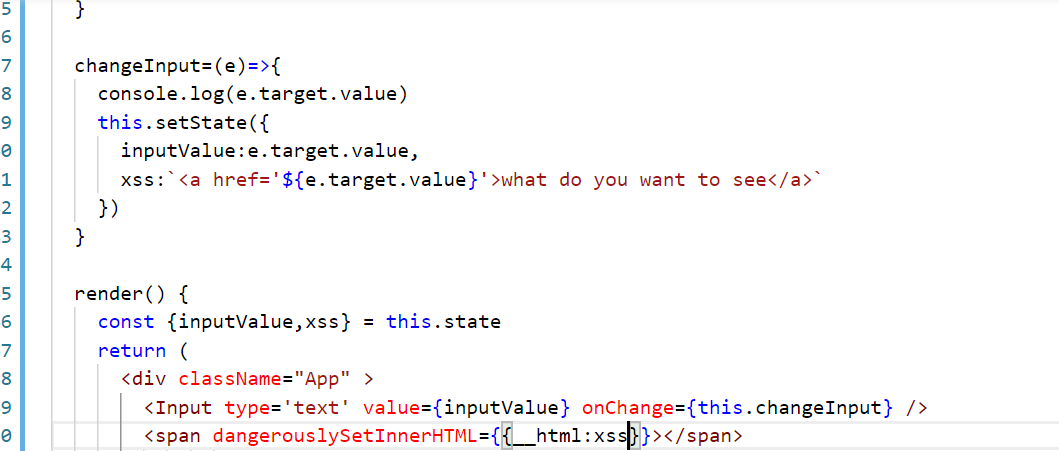 5 }
6
7 changeInput=(e)=>{
8 console.log(e.target.value)
9 this.setState({
0 inputValue:e.target.value,
1 xss:`<a href='${e.target.value}'>what do you want to see</a>`
2 })
3 }
4
5 render() {
6 const {inputValue,xss} = this.state
7 return (
8 <div className="App" >
9 <Input type='text' value={inputValue} onChange={this.changeInput} />
0 <span dangerouslySetInnerHTML={{__html:xss}}></span>